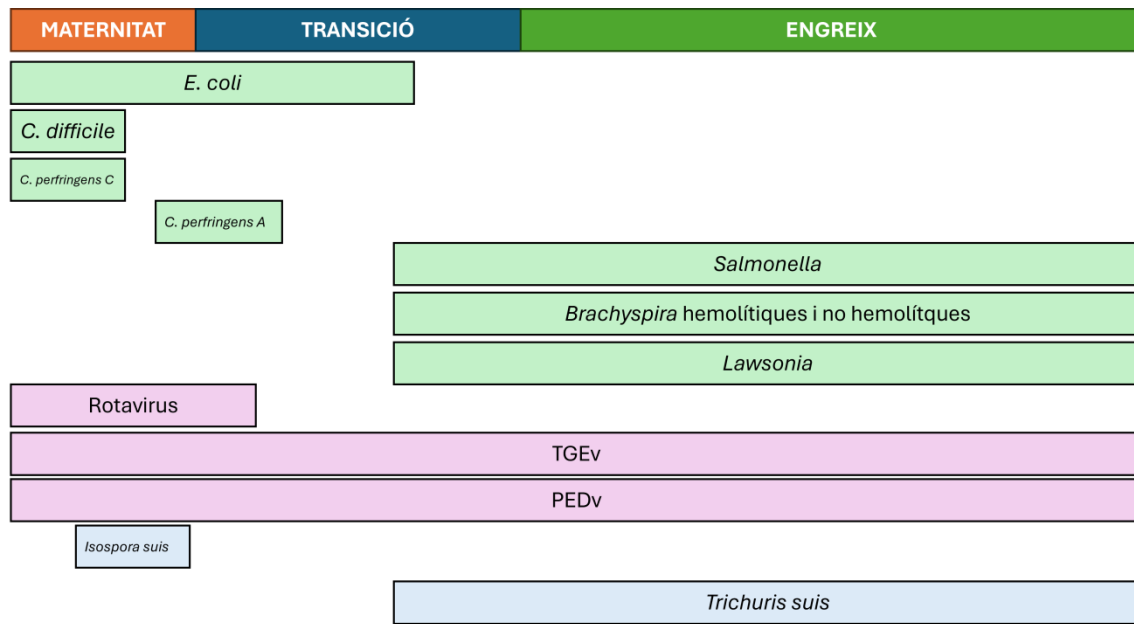 MATERNITAT TRANSICIÓ ENGREIX
E. coli
C. difficile
C. perfringens C
C. perfringens A
Salmonella
Brachyspira hemolítiques i no hemolítques
Lawsonia
Rotavirus
TGEv
PEDv
Isospora suis
Trichuris suis